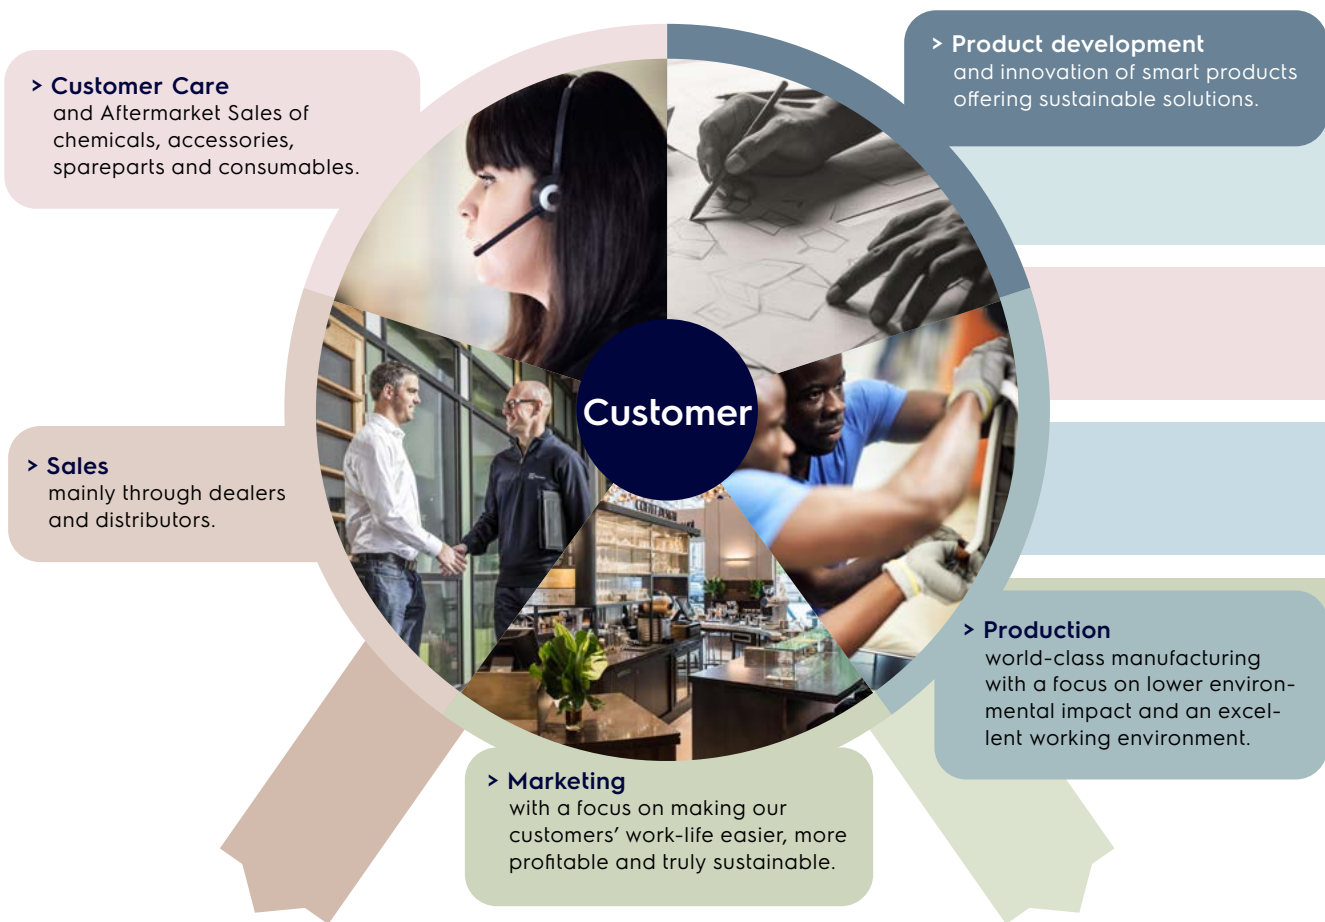 > Customer Care
and Aftermarket Sales of
chemicals, accessories,
spareparts and consumables.
> Product development
and innovation of smart products
offering sustainable solutions.
Customer
> Sales
mainly through dealers
and distributors.
> Production
world-class manufacturing
with a focus on lower environ-
mental impact and an excel-
lent working environment.
> Marketing
with a focus on making our
customers’ work-life easier, more
profitable and truly sustainable.